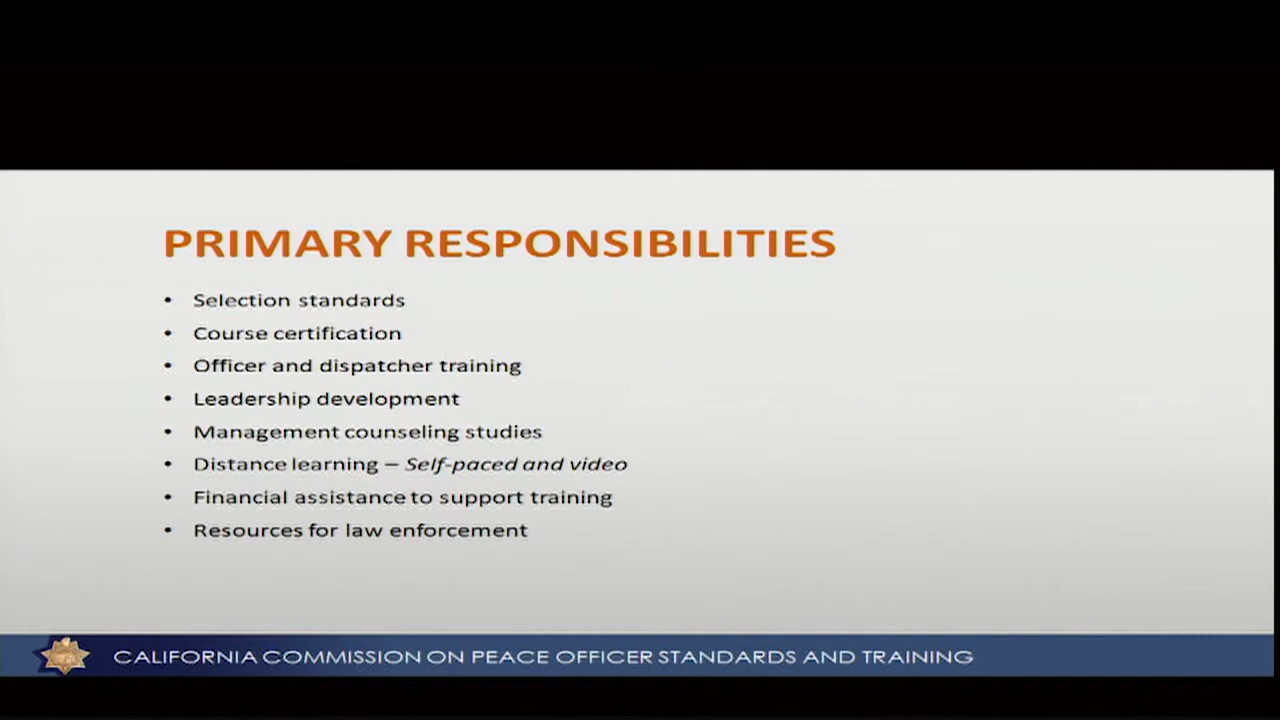 PRIMARY RESPONSIBILITIES
• Selection standards
• Course certification
• Officer and dispatcher training
• Leadership development
• Management counseling studies
• Distance learning – Self-paced and video
• Financial assistance to support training
• Resources for law enforcement
CALIFORNIA COMMISSION ON PEACE OFFICER STANDARDS AND TRAINING